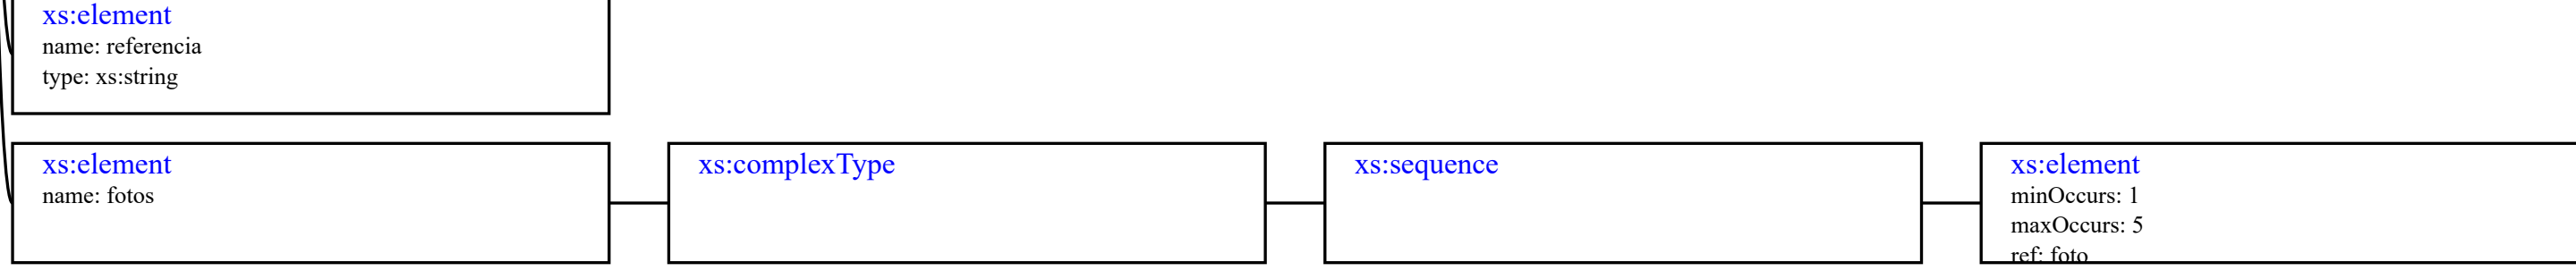 xs:element
name: referencia
type: xs:string
xs:element
name: fotos
xs:complexType
xs:sequence
xs:element
minOccurs: 1
maxOccurs: 5
ref: foto